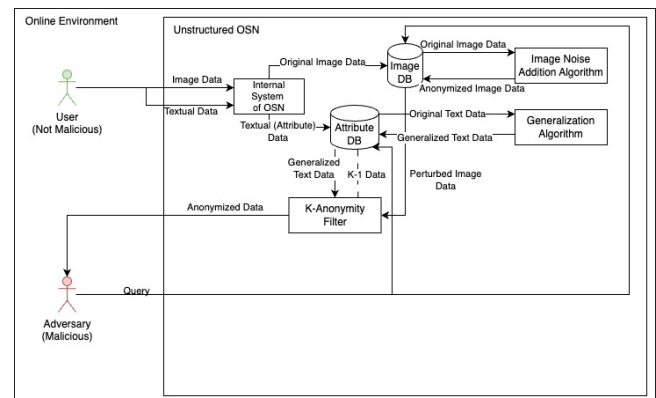 Online Environment
Unstructured OSN
Original Image Data
Original Image Data
Image
DB
Image Noise
Addition Algorithm
Anonymized Image Data
Image Data
Internal
System
of OSN
Textual Data
User
(Not Malicious)
Textual (Attribute)
Data
Attribute
DB
Original Text Data
Generalization
Algorithm
Generalized Text Data
Generalized
Text Data
K-1 Data
Perturbed Image
Data
K-Anonymity
Filter
Anonymized Data
Query
Adversary
(Malicious)